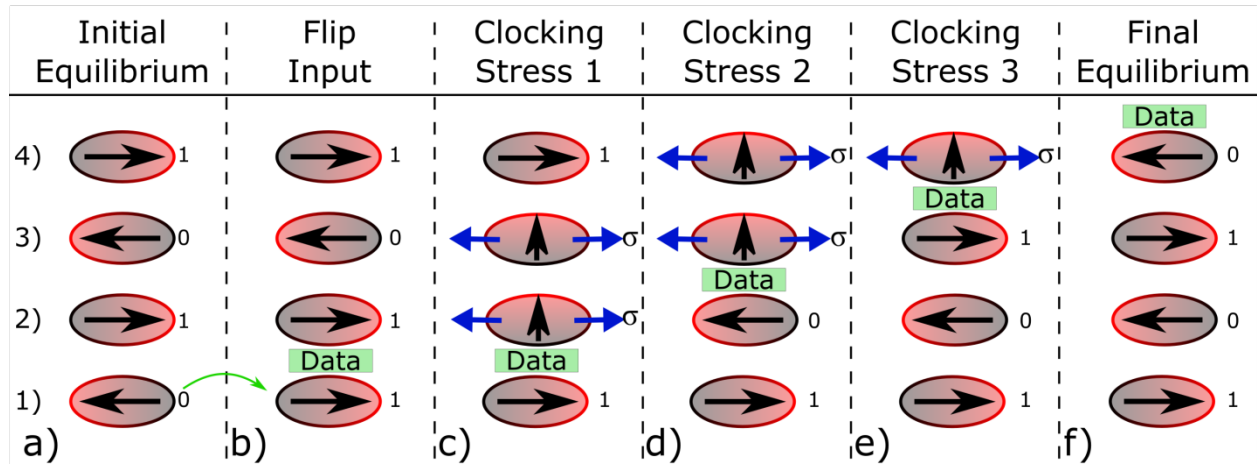 Initial Equilibrium
Flip Input
Clocking Stress 1
Clocking Stress 2
Clocking Stress 3
Final Equilibrium
Data
4) 1 1 1 σ σ 0
Data
3) 0 0 σ σ 1 1
Data
2) 1 1 σ 0 0 0
Data Data
1) 0 1 1 1 1 1
a) b) c) d) e) f)